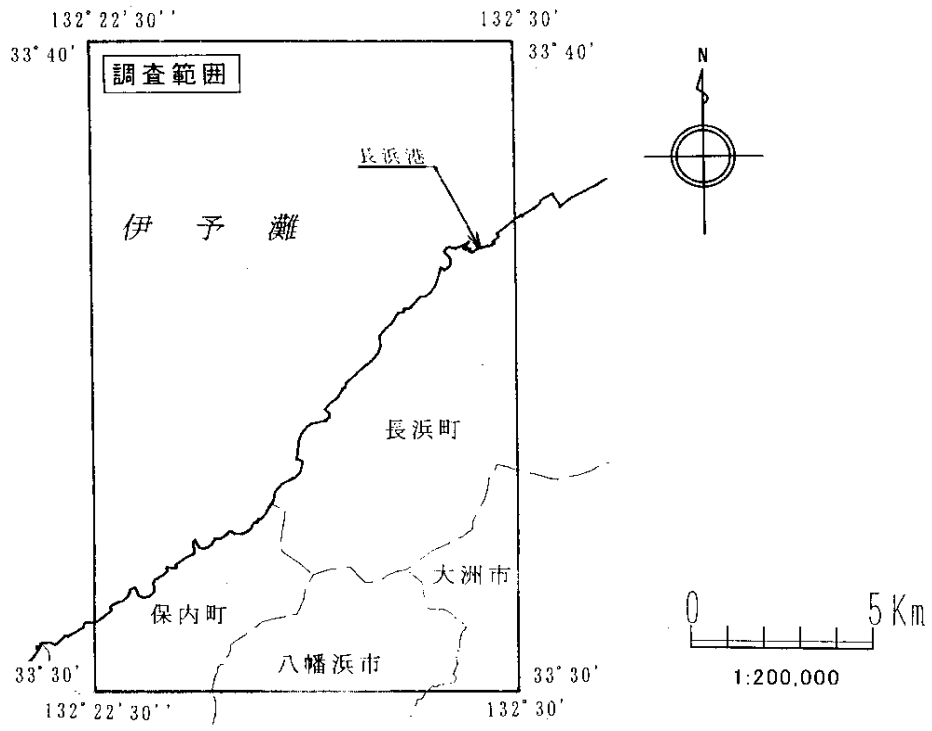 132° 22'30''
132° 30'
33° 40'
33° 40'
調査範囲
N
長浜港
伊予灘
長浜町
大洲市
保内町
八幡浜市
0 5Km
1:200,000
33° 30'
33° 30'
132° 22'30''
132° 30'